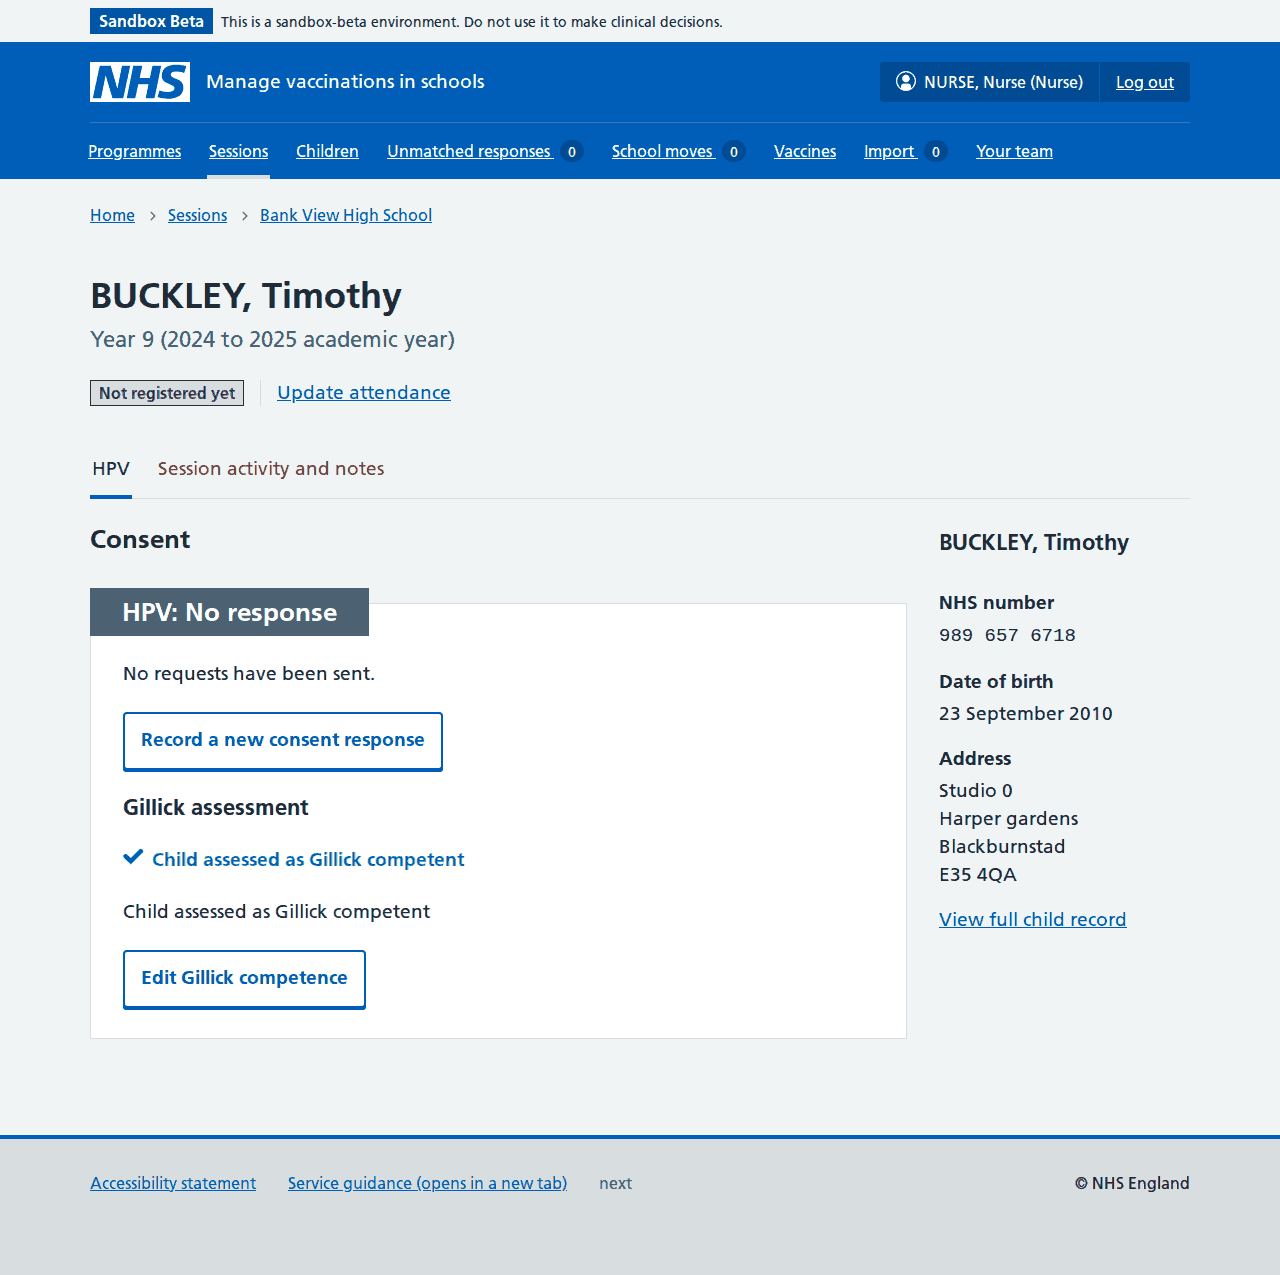 Sandbox Beta This is a sandbox-beta environment. Do not use it to make clinical decisions.
NHS Manage vaccinations in schools NURSE, Nurse (Nurse) Log out
Programmes Sessions Children Unmatched responses 0 School moves 0 Vaccines Import 0 Your team
Home Sessions Bank View High School
BUCKLEY, Timothy
Year 9 (2024 to 2025 academic year)
Not registered yet Update attendance
HPV Session activity and notes
Consent
HPV: No response
No requests have been sent.
Record a new consent response
Gillick assessment
Child assessed as Gillick competent
Child assessed as Gillick competent
Edit Gillick competence
BUCKLEY, Timothy
NHS number
989 657 6718
Date of birth
23 September 2010
Address
Studio 0
Harper gardens
Blackburnstad
E35 4QA
View full child record
Accessibility statement Service guidance (opens in a new tab) next © NHS England